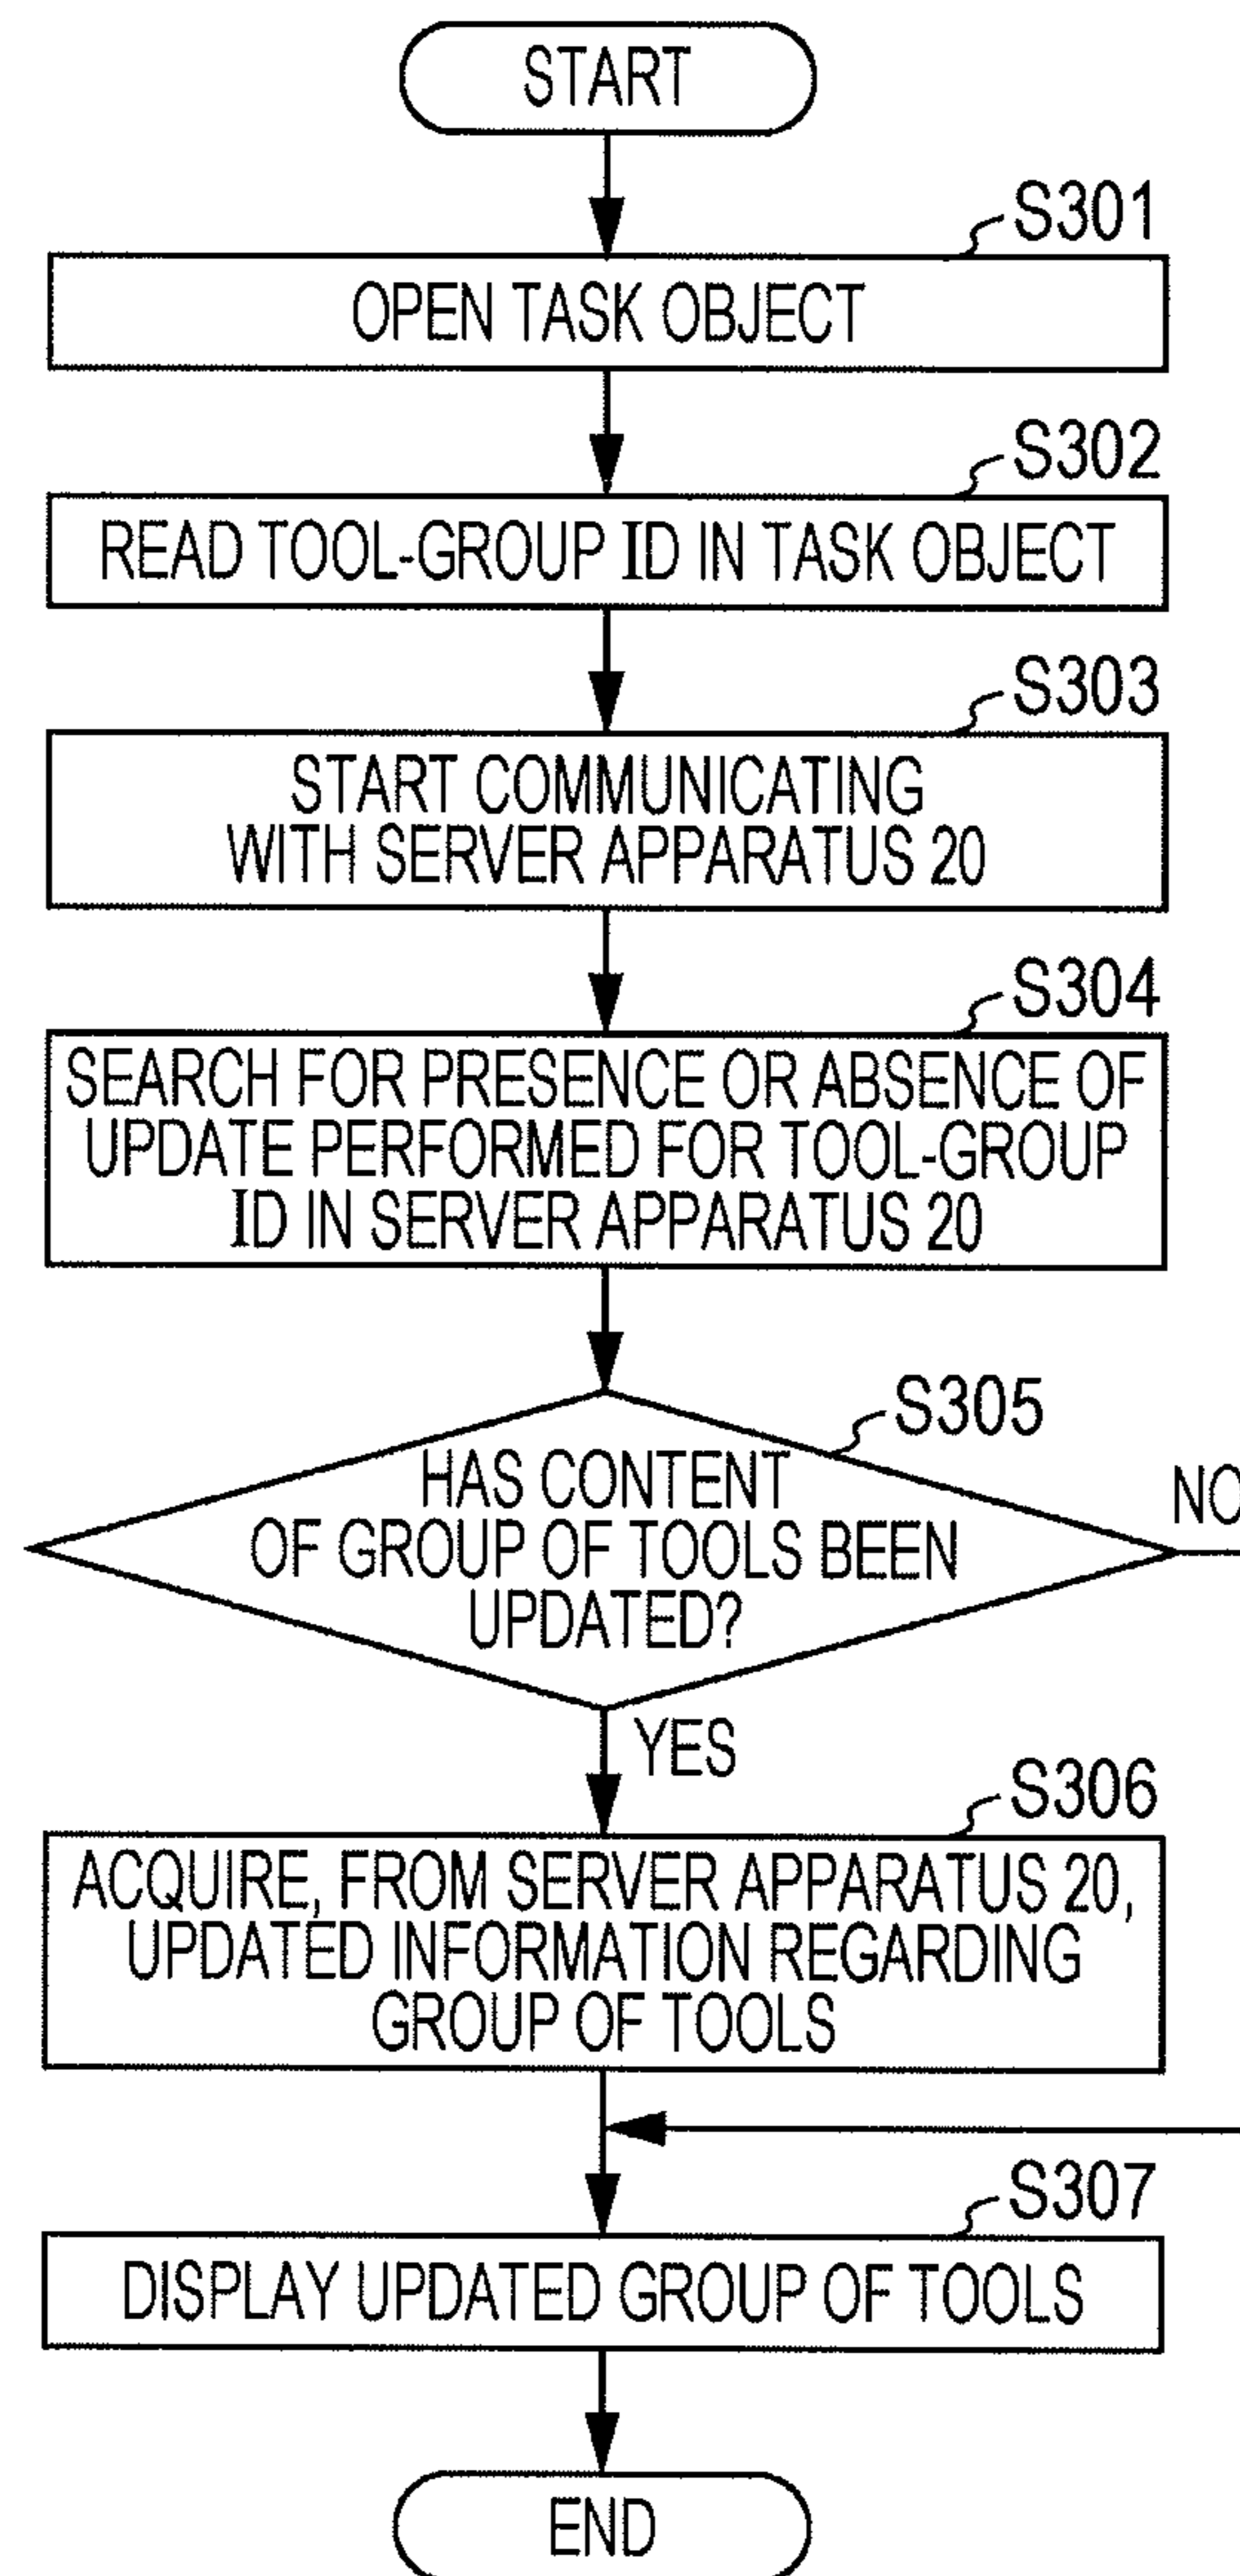 START
S301
OPEN TASK OBJECT
S302
READ TOOL-GROUP ID IN TASK OBJECT
S303
START COMMUNICATING
WITH SERVER APPARATUS 20
S304
SEARCH FOR PRESENCE OR ABSENCE OF
UPDATE PERFORMED FOR TOOL-GROUP
ID IN SERVER APPARATUS 20
S305
HAS CONTENT
OF GROUP OF TOOLS BEEN
UPDATED?
NO
YES
S306
ACQUIRE, FROM SERVER APPARATUS 20,
UPDATED INFORMATION REGARDING
GROUP OF TOOLS
S307
DISPLAY UPDATED GROUP OF TOOLS
END